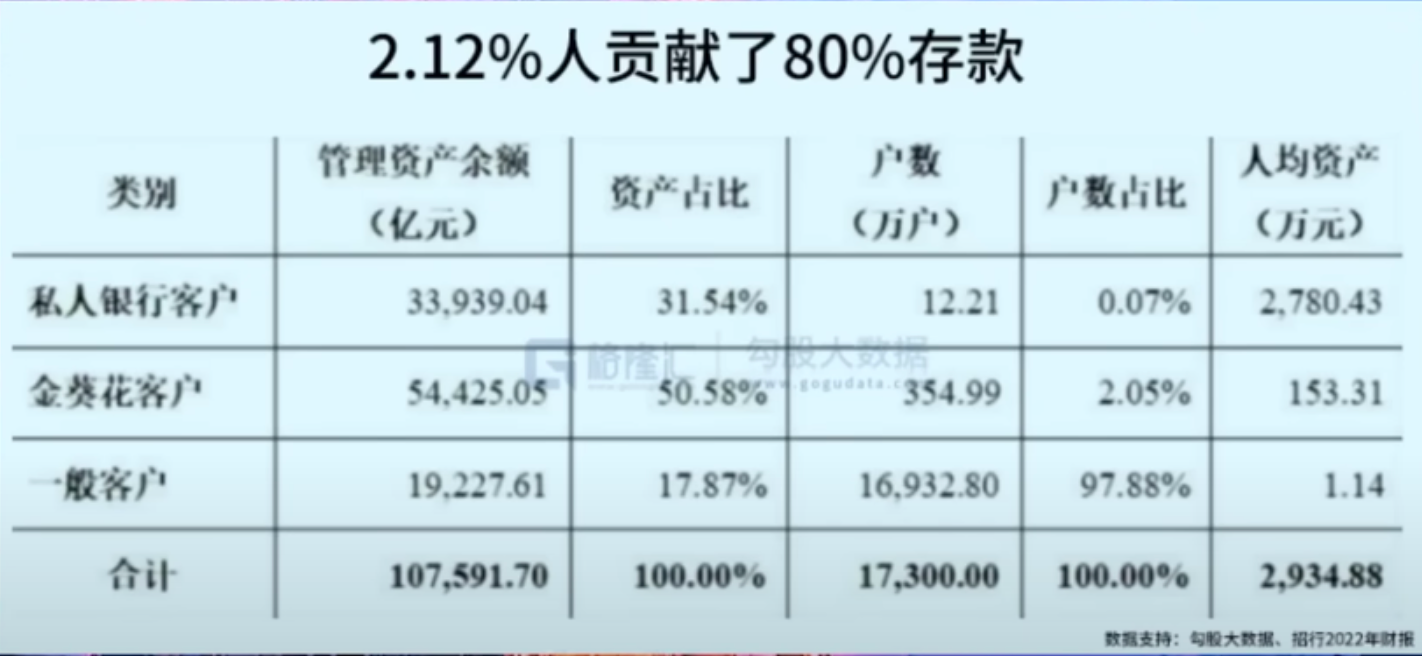 2.12%人贡献了80%存款
类别 管理资产余额（亿元） 资产占比 户数（万户） 户数占比 人均资产（万元）
私人银行客户 33,939.04 31.54% 12.21 0.07% 2,780.43
金葵花客户 54,425.05 50.58% 354.99 2.05% 153.31
一般客户 19,227.61 17.87% 16,932.80 97.88% 1.14
合计 107,591.70 100.00% 17,300.00 100.00% 2,934.88
格隆汇 勾股大数据
www.gogudata.c
数据支持：勾股大数据、招行2022年财报